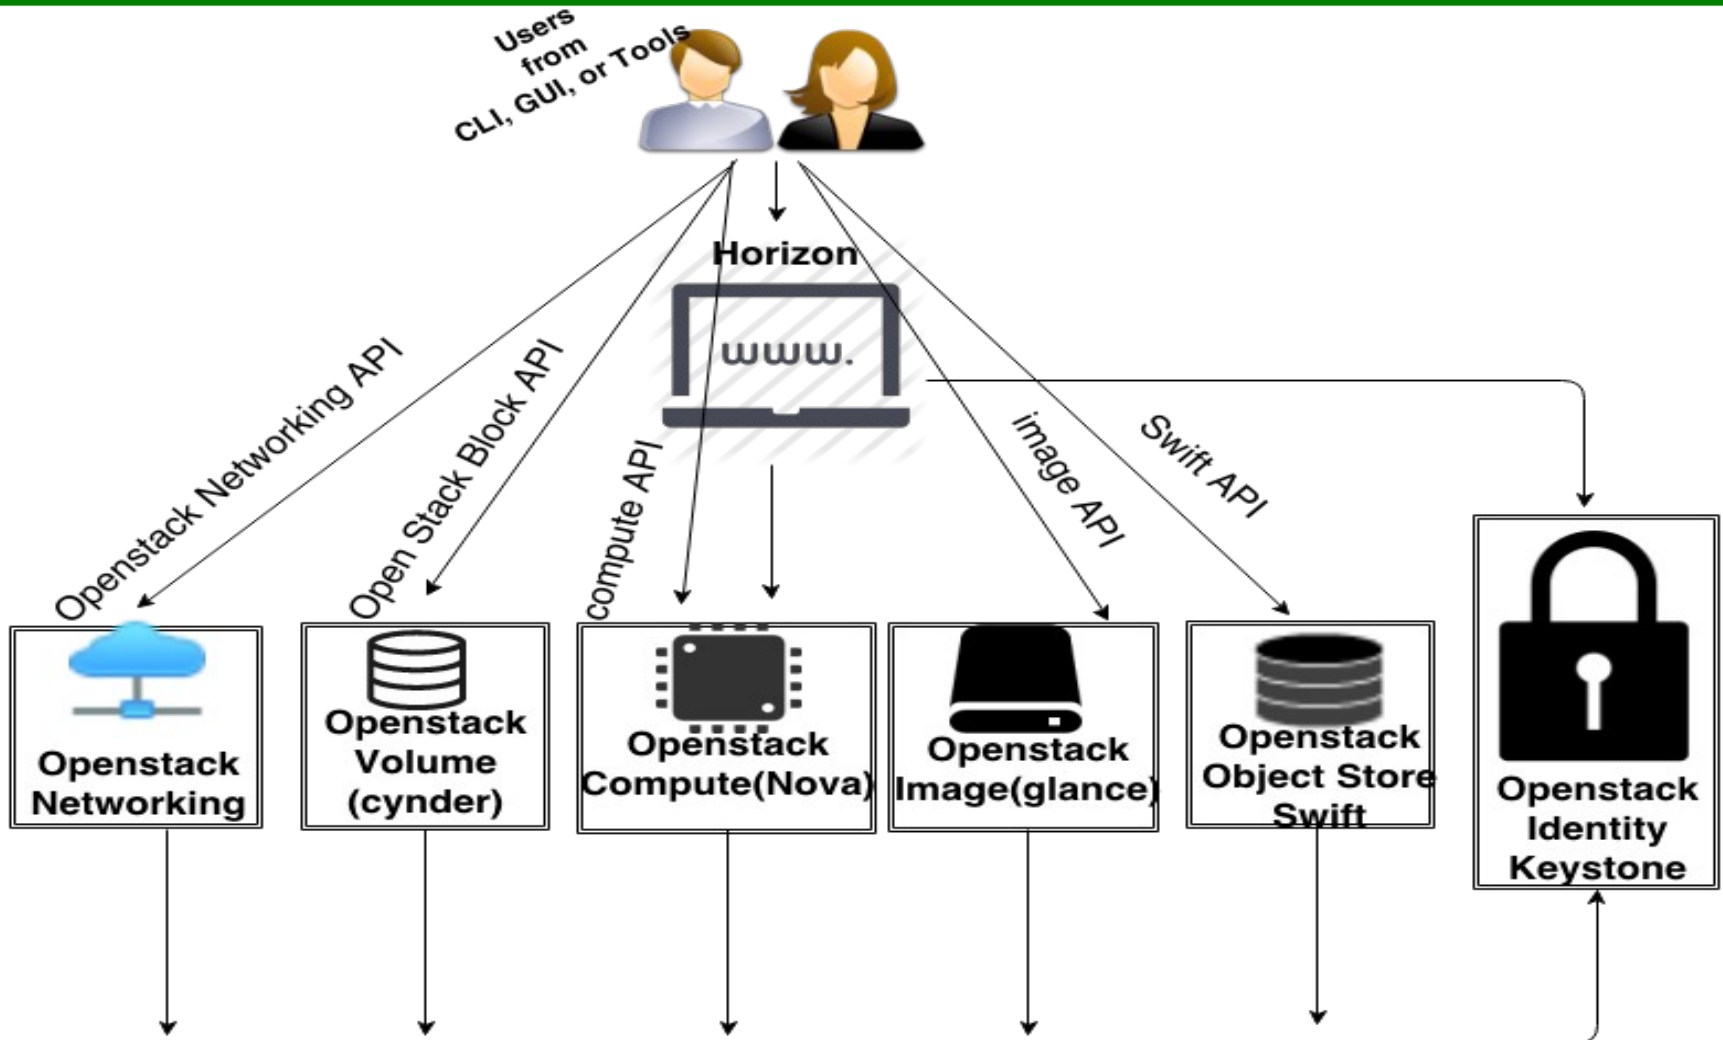 Users
from
CLI, GUI, or Tools
Horizon
www.
Openstack Networking API
Open Stack Block API
compute API
image API
Swift API
Openstack
Networking
Openstack
Volume
(cynder)
Openstack
Compute(Nova)
Openstack
Image(glance)
Openstack
Object Store
Swift
Openstack
Identity
Keystone